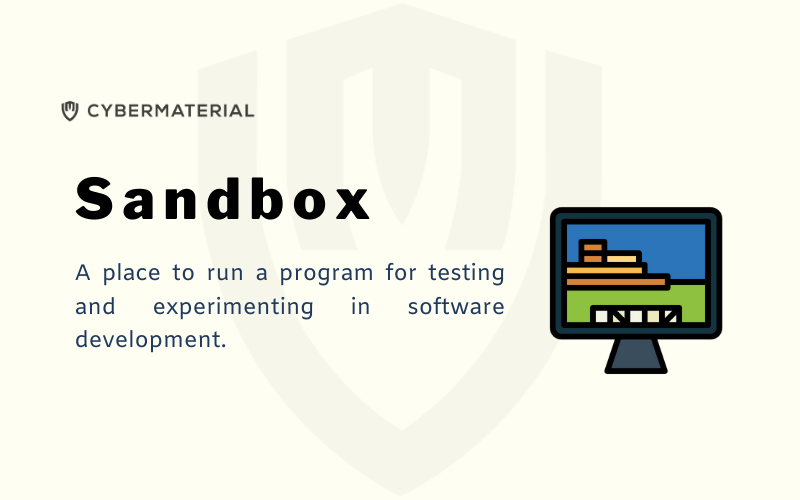 CYBERMATERIAL
Sandbox
A place to run a program for testing
and experimenting in software
development.